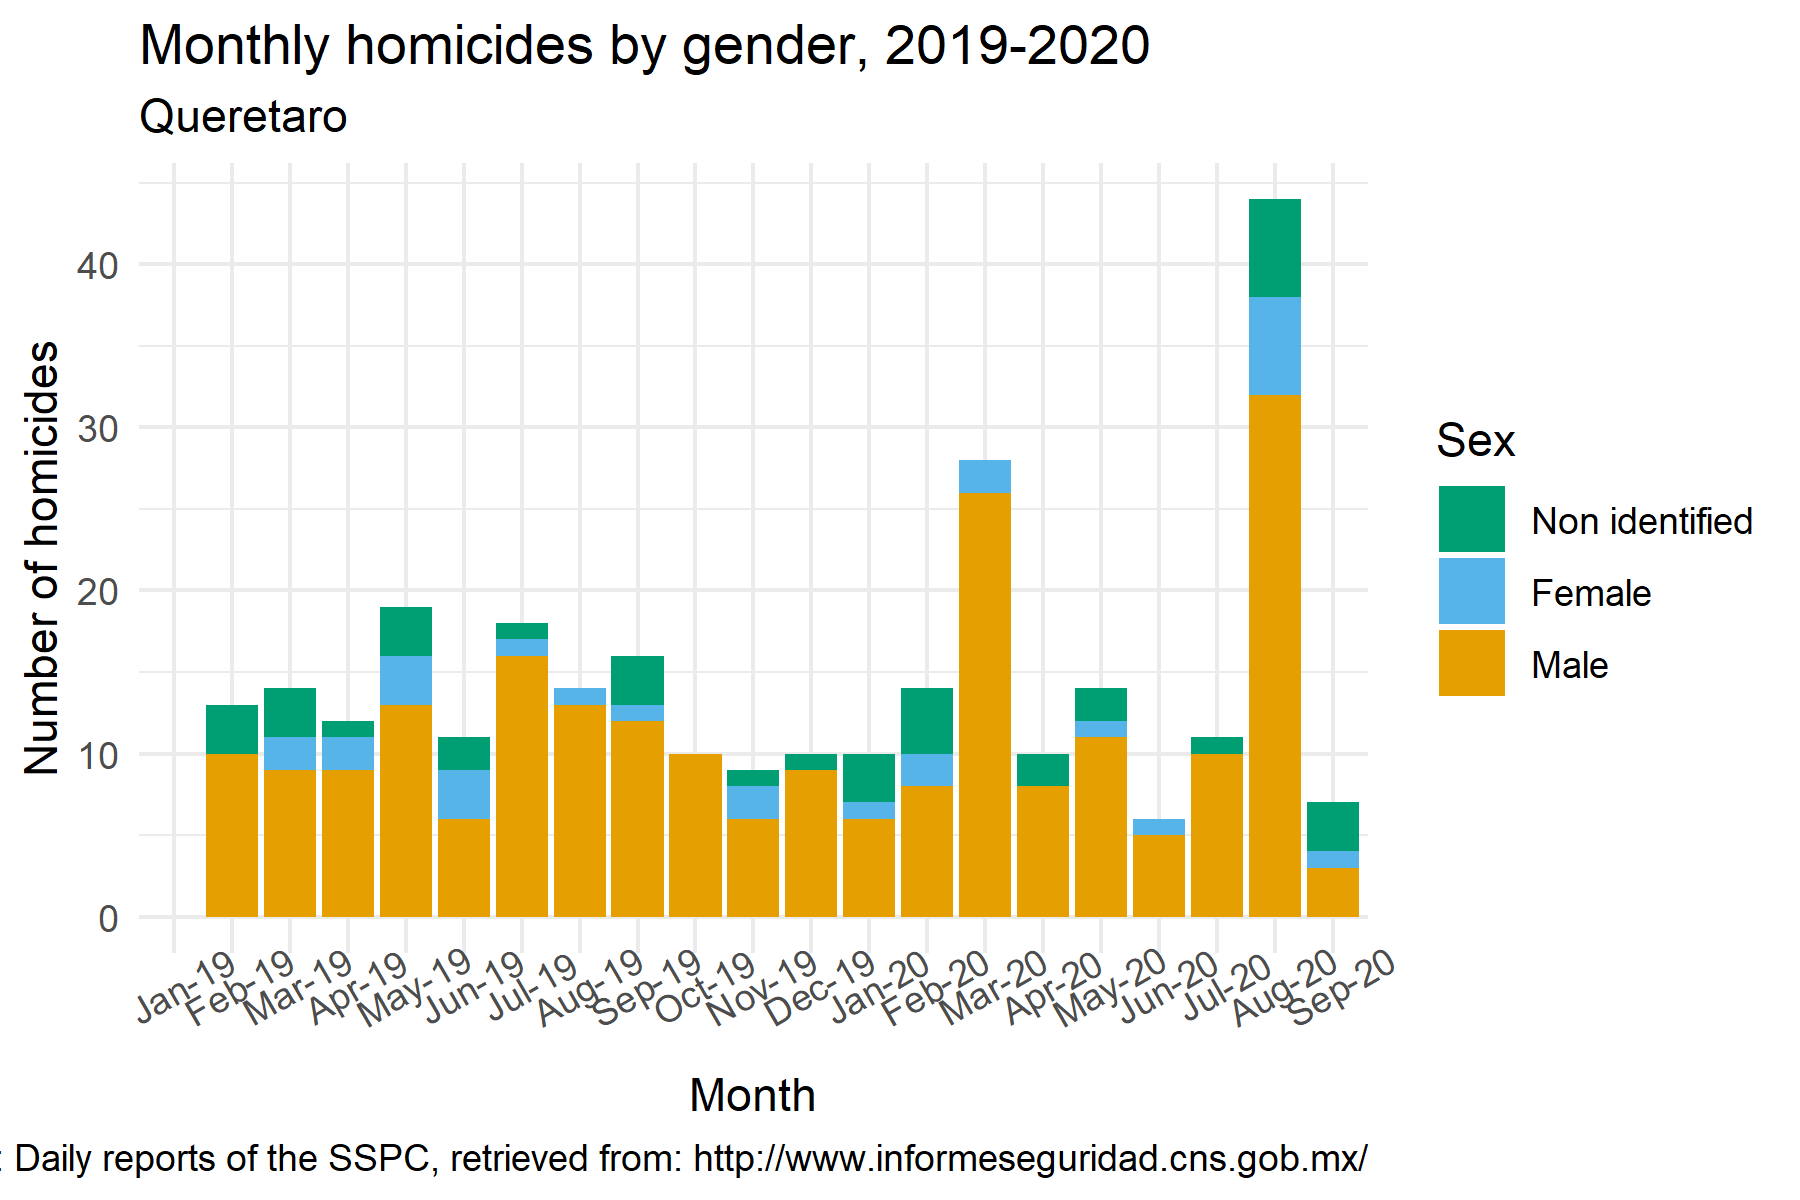 Monthly homicides by gender, 2019-2020
Queretaro
Number of homicides
40
30
20
10
0
Sex
Non identified
Female
Male
Jan-19
Feb-19
Mar-19
Apr-19
May-19
Jun-19
Jul-19
Aug-19
Sep-19
Oct-19
Nov-19
Dec-19
Jan-20
Feb-20
Mar-20
Apr-20
May-20
Jun-20
Jul-20
Aug-20
Sep-20
Month
: Daily reports of the SSPC, retrieved from: http://www.informeseguridad.cns.gob.mx/